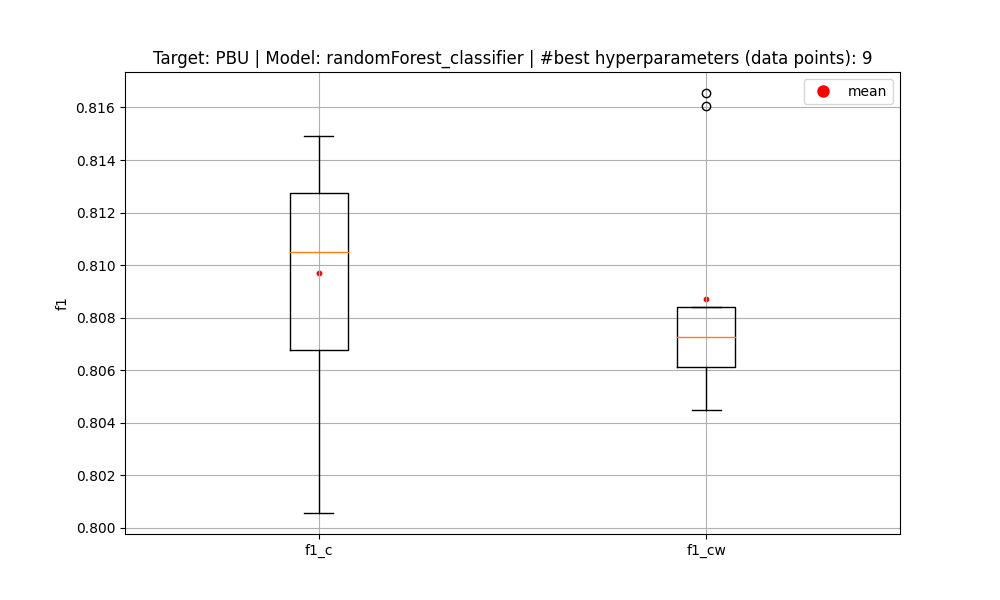 Target: PBU | Model: randomForest_classifier | #best hyperparameters (data points): 9
mean
0.816
0.814
0.812
0.810
0.808
0.806
0.804
0.802
0.800
f1
f1_c
f1_cw